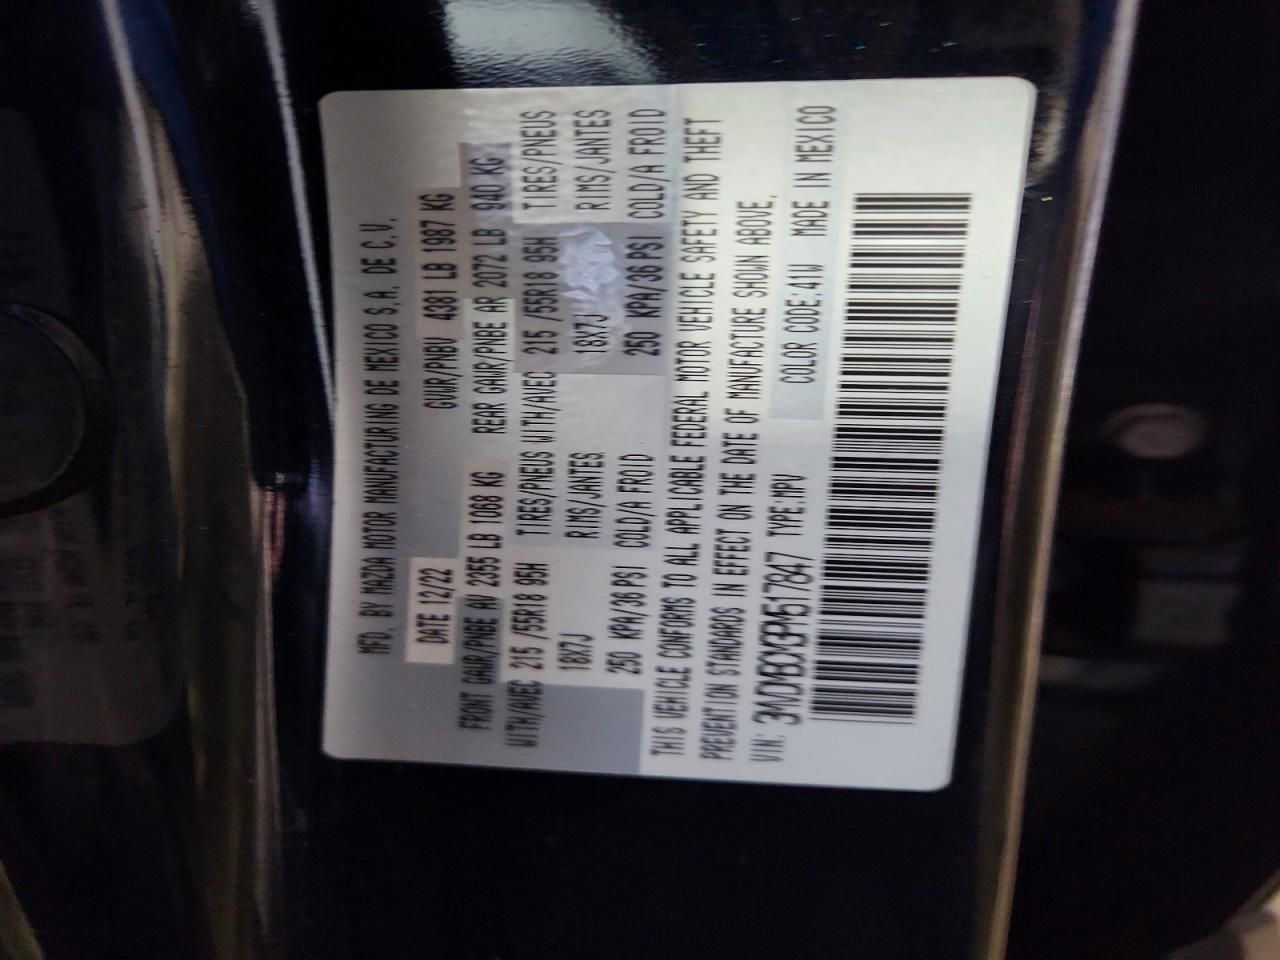 MFD. BY MAZDA MOTOR MANUFACTURING DE MEXICO S.A. DE C.V.
DATE 12/22 GVWR/PNBV 4381 LB 1987 KG
FRONT GAWR/PNBE AV 2355 LB 1068 KG REAR GAWR/PNBE AR 2072 LB 940 KG
WITH/AVEC 215 /55R18 95H TIRES/PNEUS WITH/AVEC 215 /55R18 95H TIRES/PNEUS
18X7J RIMS/JANTES 18X7J RIMS/JANTES
250 KPA/36 PSI COLD/A FROID 250 KPA/36 PSI COLD/A FROID
THIS VEHICLE CONFORMS TO ALL APPLICABLE FEDERAL MOTOR VEHICLE SAFETY AND THEFT
PREVENTION STANDARDS IN EFFECT ON THE DATE OF MANUFACTURE SHOWN ABOVE.
VIN: 3MVDMBCM3PM517847 TYPE:MPV COLOR CODE:41W MADE IN MEXICO